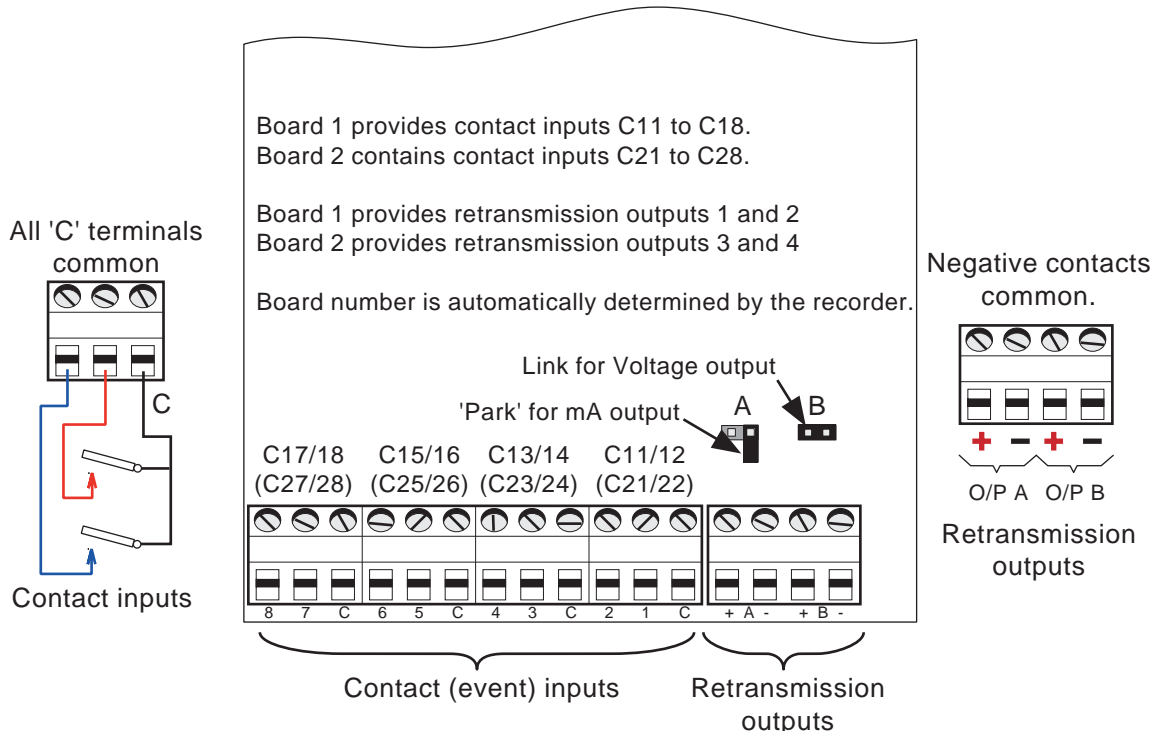 Board 1 provides contact inputs C11 to C18.
Board 2 contains contact inputs C21 to C28.
Board 1 provides retransmission outputs 1 and 2
Board 2 provides retransmission outputs 3 and 4
Board number is automatically determined by the recorder.
All 'C' terminals
common
C
Contact inputs
Link for Voltage output
'Park' for mA output
A B
C17/18 C15/16 C13/14 C11/12
(C27/28) (C25/26) (C23/24) (C21/22)
8 7 C 6 5 C 4 3 C 2 1 C + A - + B -
Contact (event) inputs
Retransmission
outputs
Negative contacts
common.
+ - + -
O/P A O/P B
Retransmission
outputs